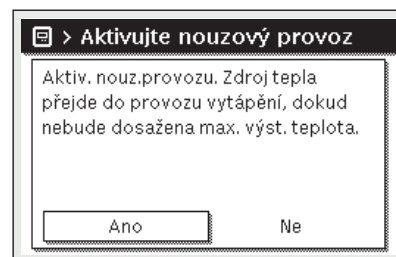 > Aktivujte nouzový provoz
Aktiv. nouz.provozu. Zdroj tepla
přejde do provozu vytápění, dokud
nebude dosažena max. výst. teplota.
Ano Ne